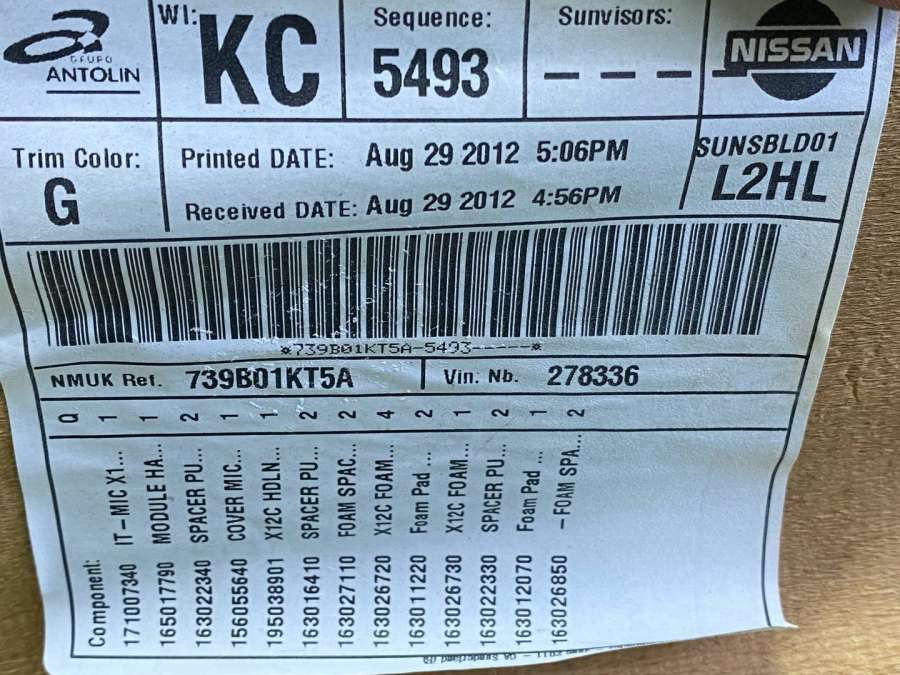 GRUPO
ANTOLIN
WI:
KC
Sequence:
5493
Sunvisors:
-----
NISSAN
Trim Color:
G
Printed DATE: Aug 29 2012 5:06PM
Received DATE: Aug 29 2012 4:56PM
SUNSBLD01
L2HL
*739B01KT5A-5493-----*
NMUK Ref. 739B01KT5A
Vin. Nb. 278336
Q
Component:
1 IT-MIC X1... 171007340
1 MODULE HA... 165017790
2 SPACER PU... 163022340
1 COVER MIC... 156055640
1 X12C HDLN... 195038901
2 SPACER PU... 163016410
2 FOAM SPAC... 163027110
4 X12C FOAM... 163026720
2 Foam Pad ... 163011220
1 X12C FOAM... 163026730
2 SPACER PU... 163022330
1 Foam Pad ... 163012070
2 -FOAM SPA... 163026850
2011 - GA Sunderland